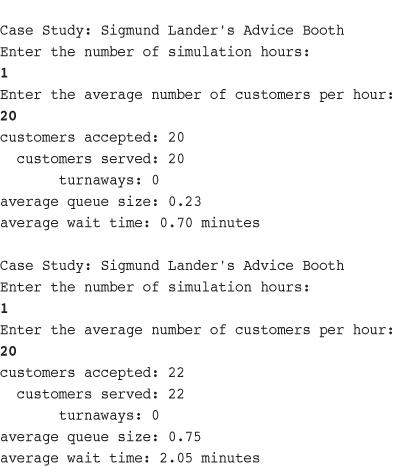 Case Study: Sigmund Lander's Advice Booth
Enter the number of simulation hours:
1
Enter the average number of customers per hour:
20
customers accepted: 20
customers served: 20
turnaways: 0
average queue size: 0.23
average wait time: 0.70 minutes
Case Study: Sigmund Lander's Advice Booth
Enter the number of simulation hours:
1
Enter the average number of customers per hour:
20
customers accepted: 22
customers served: 22
turnaways: 0
average queue size: 0.75
average wait time: 2.05 minutes